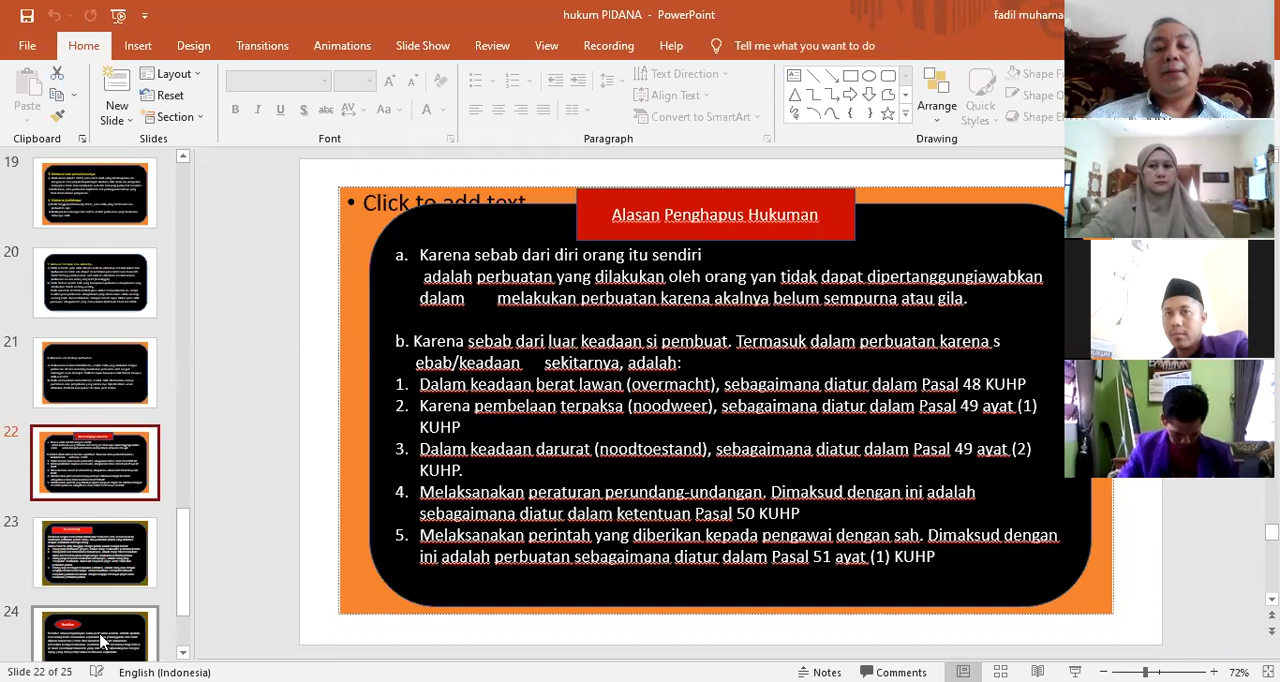 hukum PIDANA - PowerPoint
fadil muhama
File Home Insert Design Transitions Animations Slide Show Review View Recording Help Tell me what you want to do
Paste
New Slide
Layout
Reset
Section
B I U S abc AV Aa A
Text Direction
Align Text
Convert to SmartArt
Arrange
Quick Styles
Shape F
Shape O
Shape E
Clipboard Slides Font Paragraph Drawing
19
20
21
22
23
24
• Click to add text
Alasan Penghapus Hukuman
a. Karena sebab dari diri orang itu sendiri
adalah perbuatan yang dilakukan oleh orang yan tdak dapat dipertanggungjawabkan
dalam melakukan perbuatan karena akalnya belum sempurna atau gila.
b. Karena sebab dari luar keadaan si pembuat. Termasuk dalam perbuatan karena s
ebab/keadaan sekitarnya, adalah:
1. Dalam keadaan berat lawan (overmacht), sebagaimana diatur dalam Pasal 48 KUHP
2. Karena pembelaan terpaksa (noodweer), sebagaimana diatur dalam Pasal 49 ayat (1)
KUHP
3. Dalam keadaan darurat (noodtoestand), sebagaimana diatur dalam Pasal 49 ayat (2)
KUHP.
4. Melaksanakan peraturan perundang-undangan. Dimaksud dengan ini adalah
sebagaimana diatur dalam ketentuan Pasal 50 KUHP
5. Melaksanakan perintah yang diberikan kepada pegawai dengan sah. Dimaksud dengan
ini adalah perbuatan sebagaimana diatur dalam Pasal 51 ayat (1) KUHP
Slide 22 of 25 English (Indonesia) Notes Comments 72%